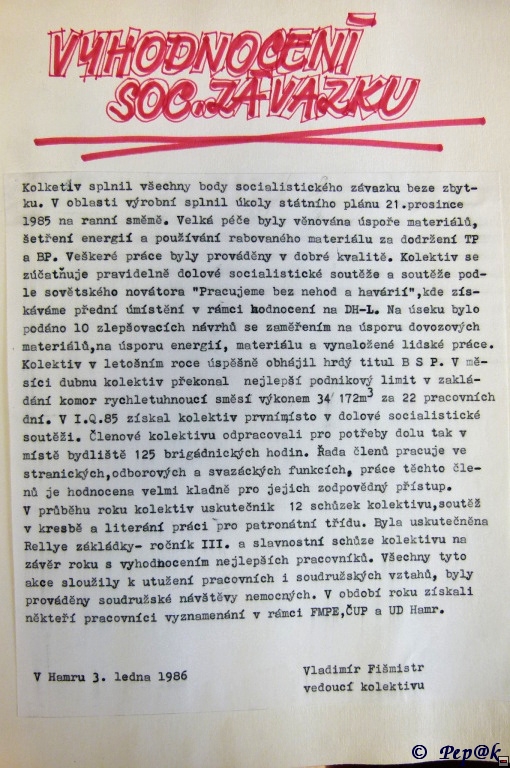 VYHODNOCENÍ
SOC.ZÁVAZKU
Kolketiv splnil všechny body socialistického závazku beze zbyt-
ku. V oblasti výrobní splnil úkoly státního plánu 21.prosince
1985 na ranní směmě. Velká péče byly věnována úspoře materiálů,
šetření energií a používání rabovaného materiálu za dodržení TP
a BP. Veškeré práce byly prováděny v dobré kvalitě. Kolektiv se
zúčatňuje pravidelně dolové socialistické soutěže a soutěže pod-
le sovětského novátora "Pracujeme bez nehod a havárií",kde zís-
káváme přední úmístění v rámci hodnocení na DH-L. Na úseku bylo
podáno 10 zlepšovacích návrhů se zaměřením na úsporu dovozových
materiálů,na úsporu energií, materiálu a vynaložené lidské práce.
Kolektiv v letošním roce úspěšně obhájil hrdý titul B S P. V mě-
síci dubnu kolektiv překonal nejlepší podnikový limit v zaklá-
dání komor rychletuhnoucí směsí výkonem 34 172m³ za 22 pracovních
dní. V I.Q.85 získal kolektiv prvnímísto v dolové socialistické
soutěži. Členové kolektivu odpracovali pro potřeby dolu tak v
místě bydliště 125 brigádnických hodin. Řada členů pracuje ve
stranických,odborových a svazáckých funkcích, práce těchto čle-
nů je hodnocena velmi kladně pro jejich zodpovědný přístup.
V průběhu roku kolektiv uskutečnik 12 schůzek kolektivu,soutěž
v kresbě a literání práci pro patronátní třídu. Byla uskutečněna
Rellye zákládky- ročník III. a slavnostní schůze kolektivu na
závěr roku s vyhodnocením nejlepších pracovníků. Všechny tyto
akce sloužily k utužení pracovních i soudružských vztahů, byly
prováděny soudružské návštěvy nemocných. V období roku získali
někteří pracovníci vyznamenání v rámci FMPE,ČUP a UD Hamr.
V Hamru 3. ledna 1986
Vladimír Fišmistr
vedoucí kolektivu
© Pep@k